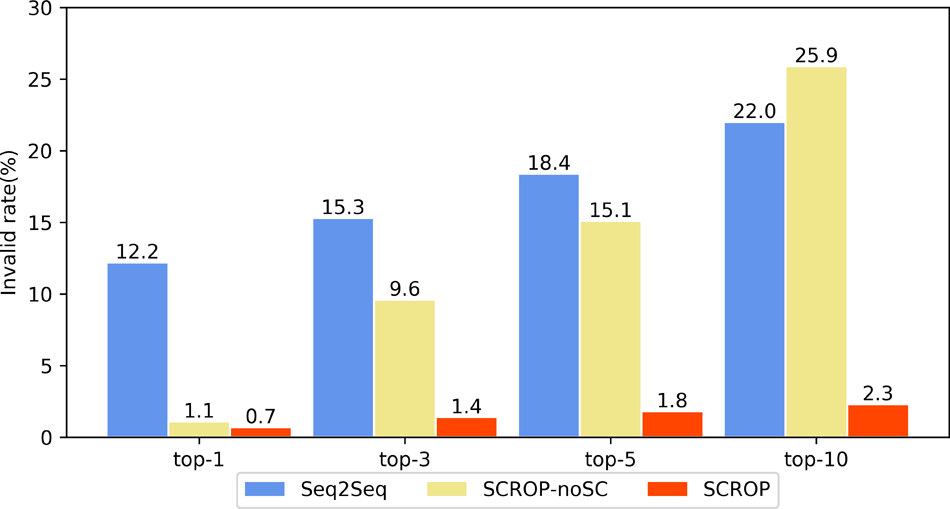 Invalid rate(%)
30
25
20
15
10
5
0
12.2
1.1
0.7
15.3
9.6
1.4
18.4
15.1
1.8
22.0
25.9
2.3
top-1
top-3
top-5
top-10
Seq2Seq
SCROP-noSC
SCROP